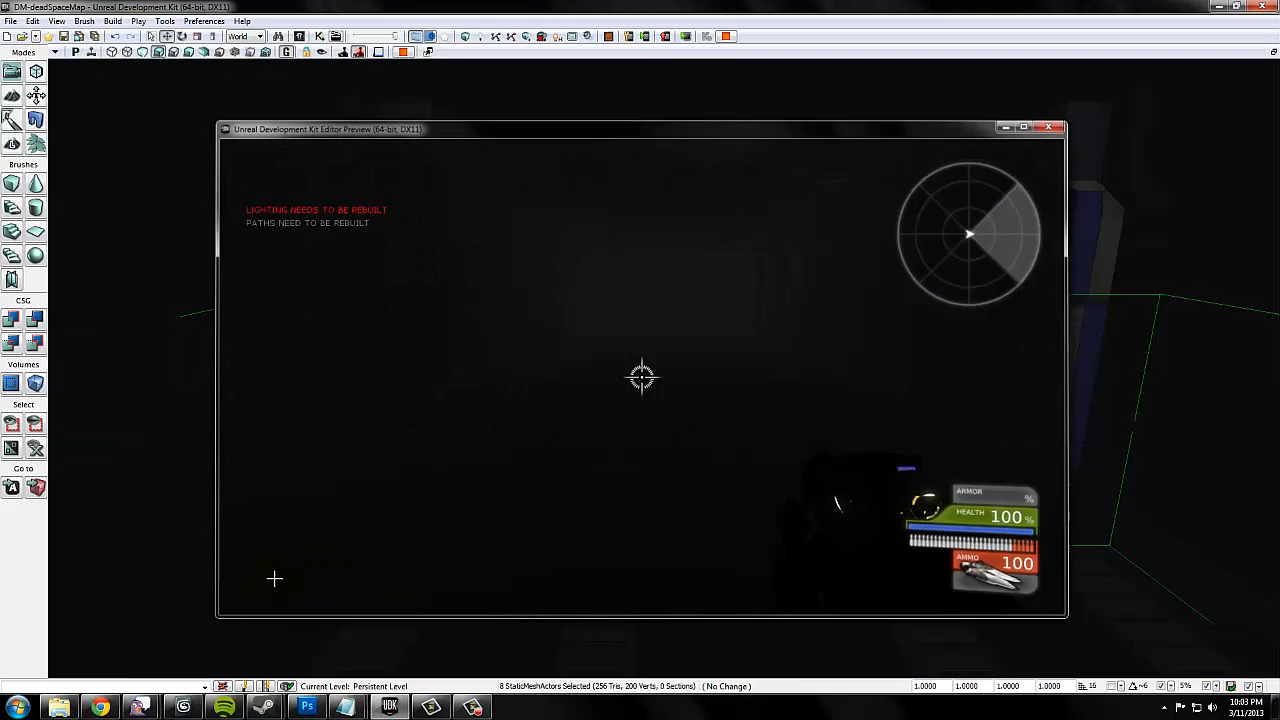 DM-deadSpaceMap - Unreal Development Kit (64-bit, DX11)
File Edit View Brush Build Play Tools Preferences Help
World
Modes
P
G
Brushes
CSG
Volumes
Select
Go to
Unreal Development Kit Editor Preview (64-bit, DX11)
LIGHTING NEEDS TO BE REBUILT
PATHS NEED TO BE REBUILT
ARMOR %
HEALTH 100 %
AMMO 100
Current Level: Persistent Level
8 StaticMeshActors Selected (256 Tris, 200 Verts, 0 Sections) (No Change)
1.0000 1.0000 1.0000 1.0000 16 ~6 5%
Ps
UDK
10:03 PM
3/11/2013